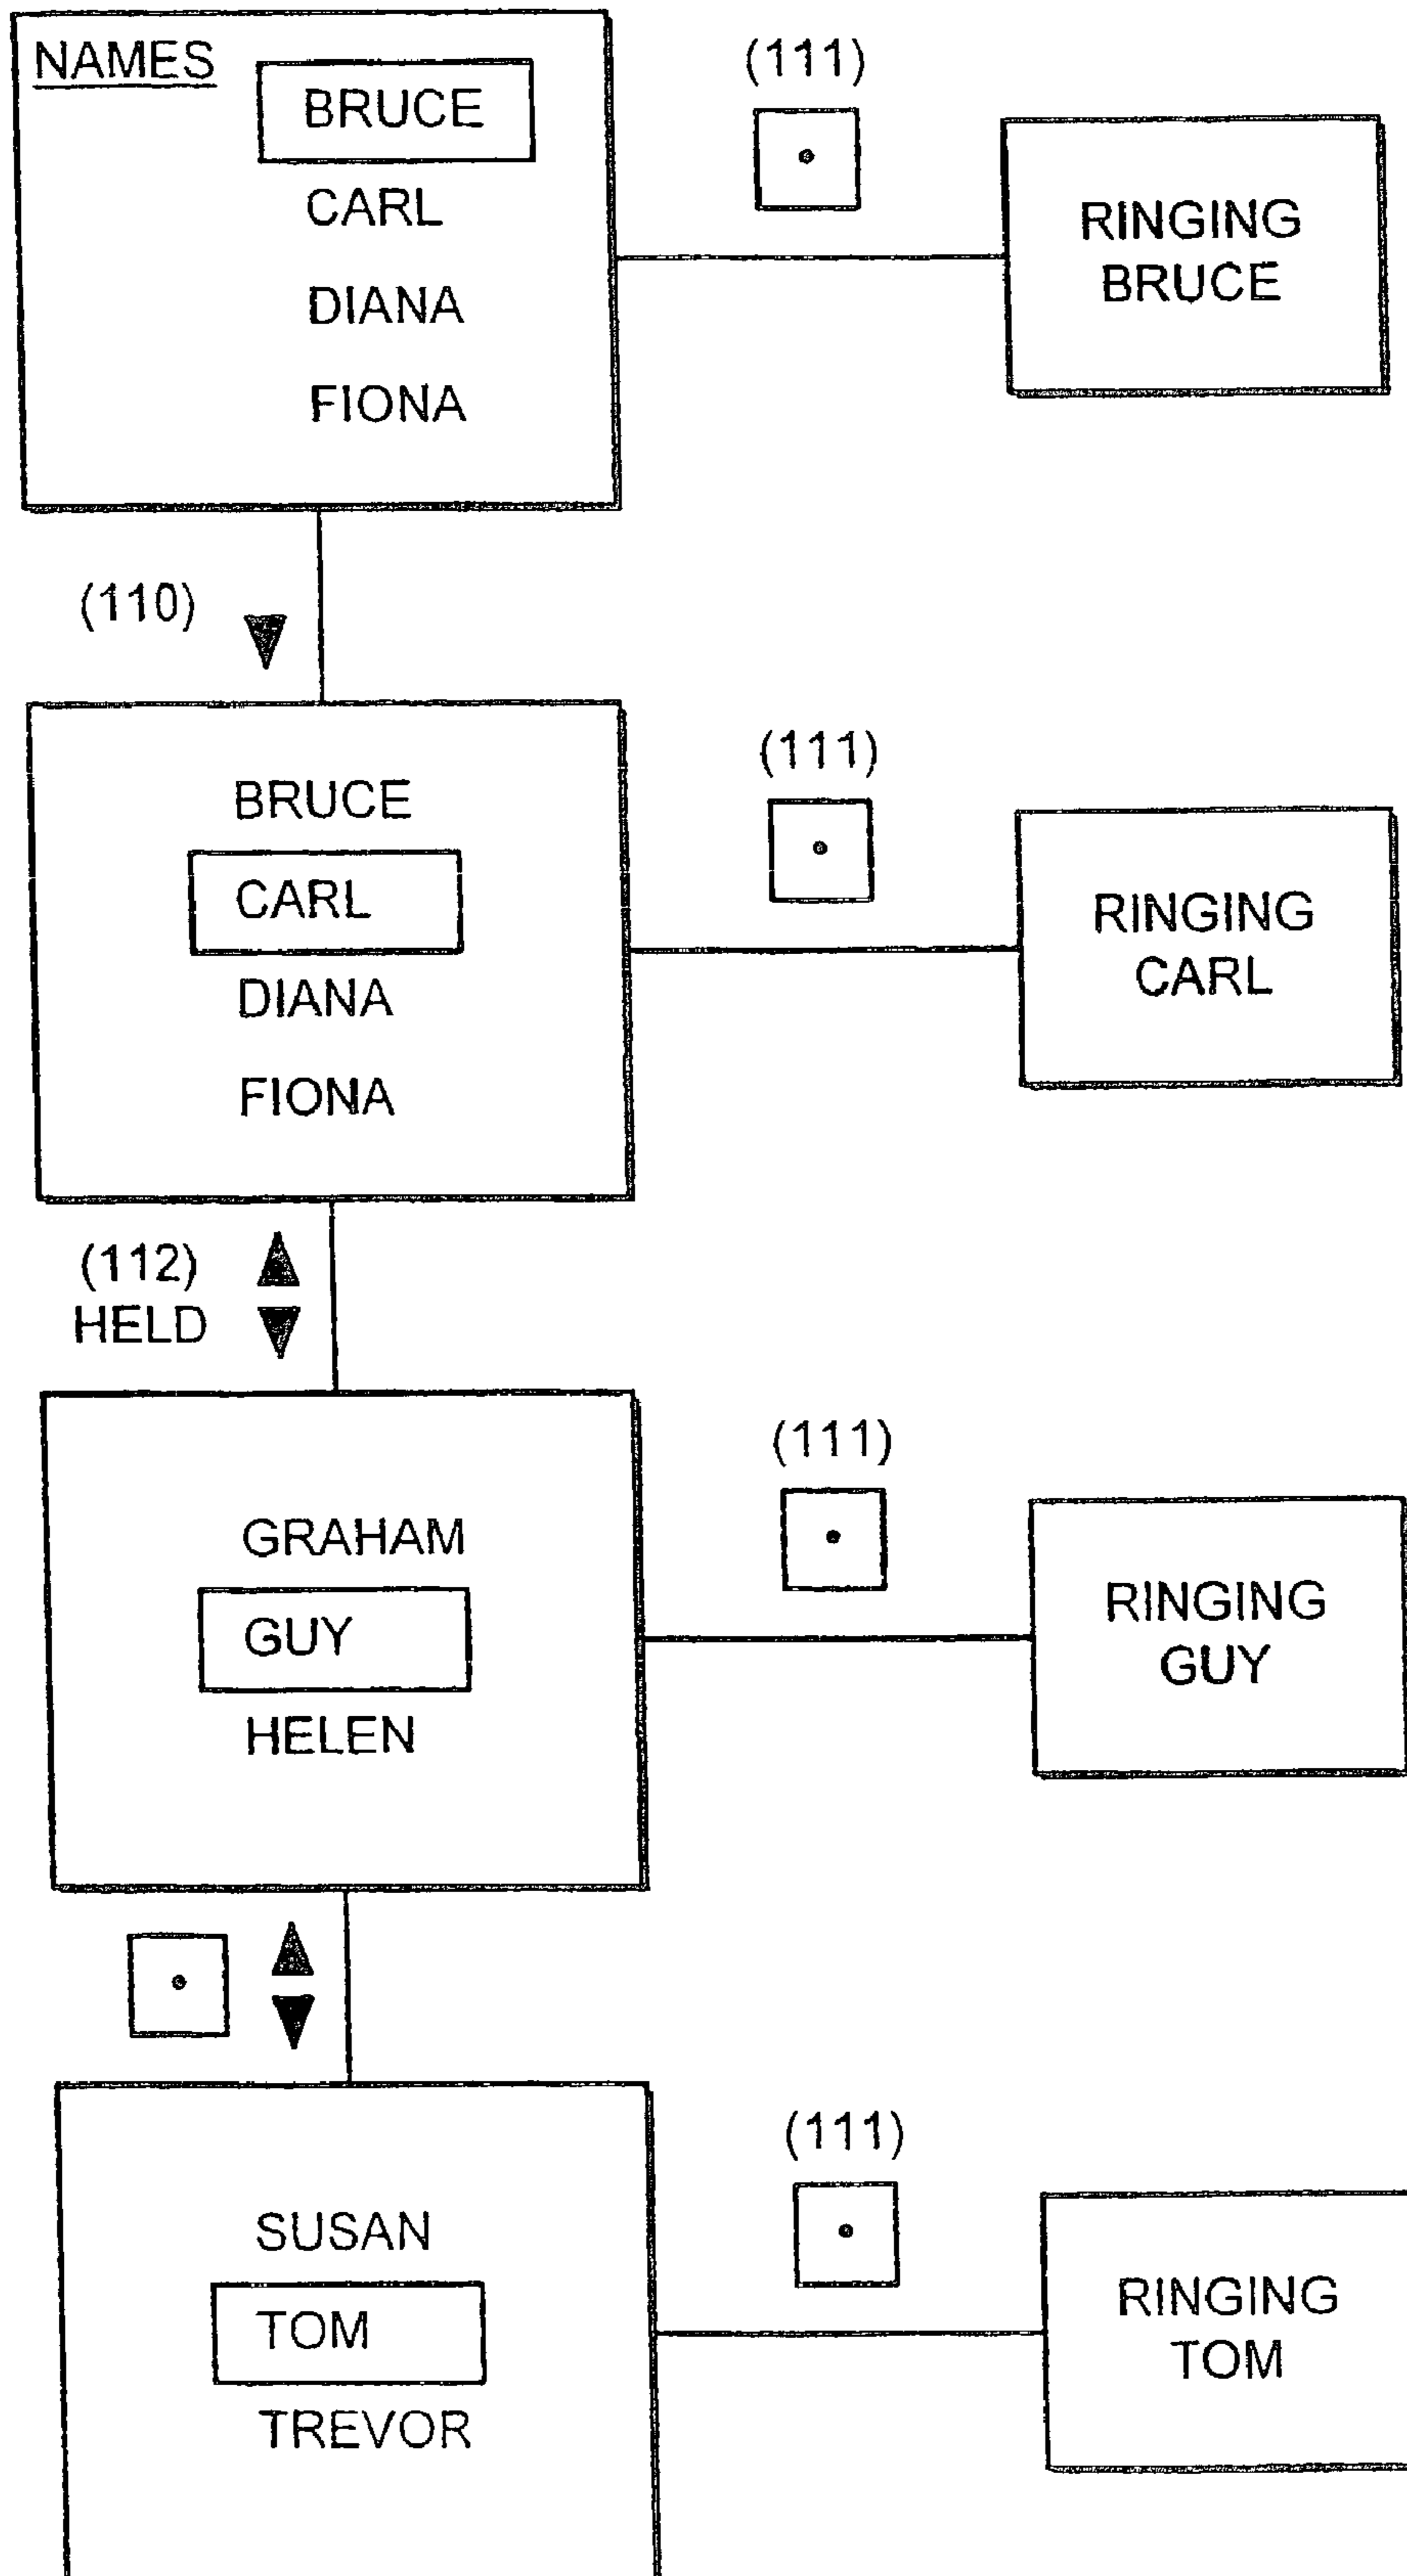 NAMES
BRUCE
CARL
DIANA
FIONA
(111)
RINGING
BRUCE
(110)
BRUCE
CARL
DIANA
FIONA
(111)
RINGING
CARL
(112)
HELD
GRAHAM
GUY
HELEN
(111)
RINGING
GUY
SUSAN
TOM
TREVOR
(111)
RINGING
TOM